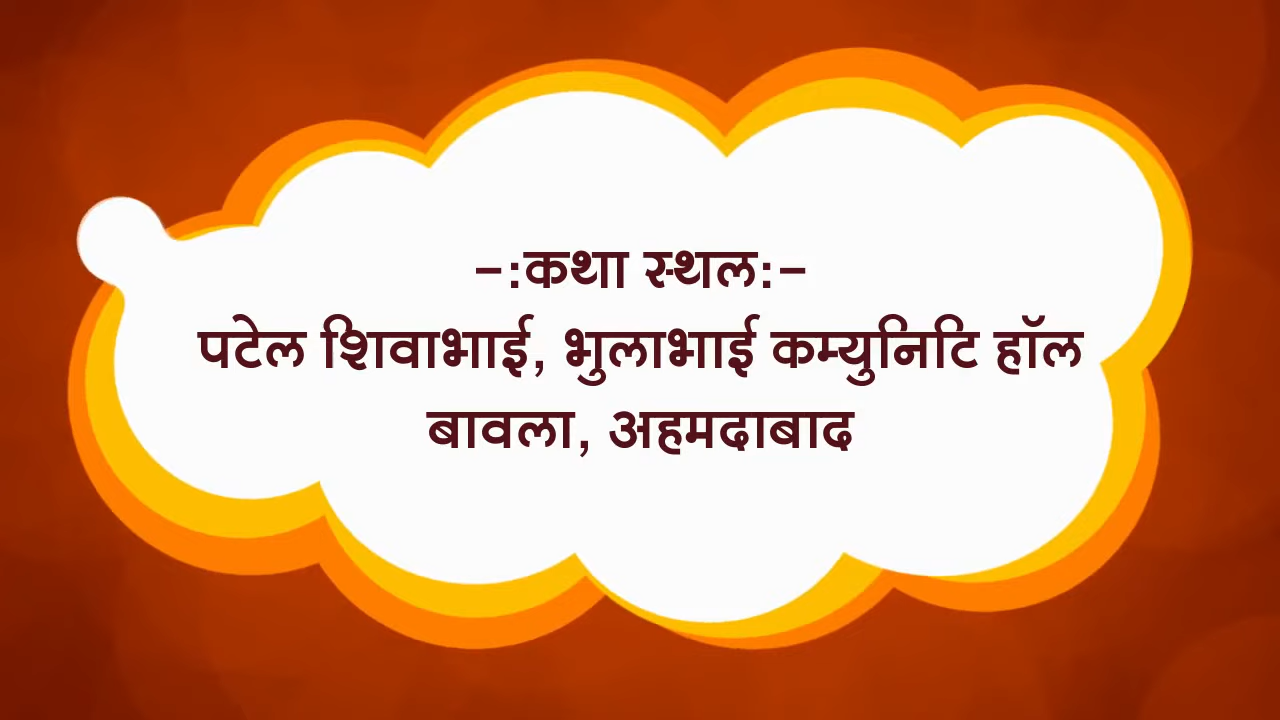 -:कथा स्थल:-
पटेल शिवाभाई, भुलाभाई कम्युनिटि हॉल
बावला, अहमदाबाद